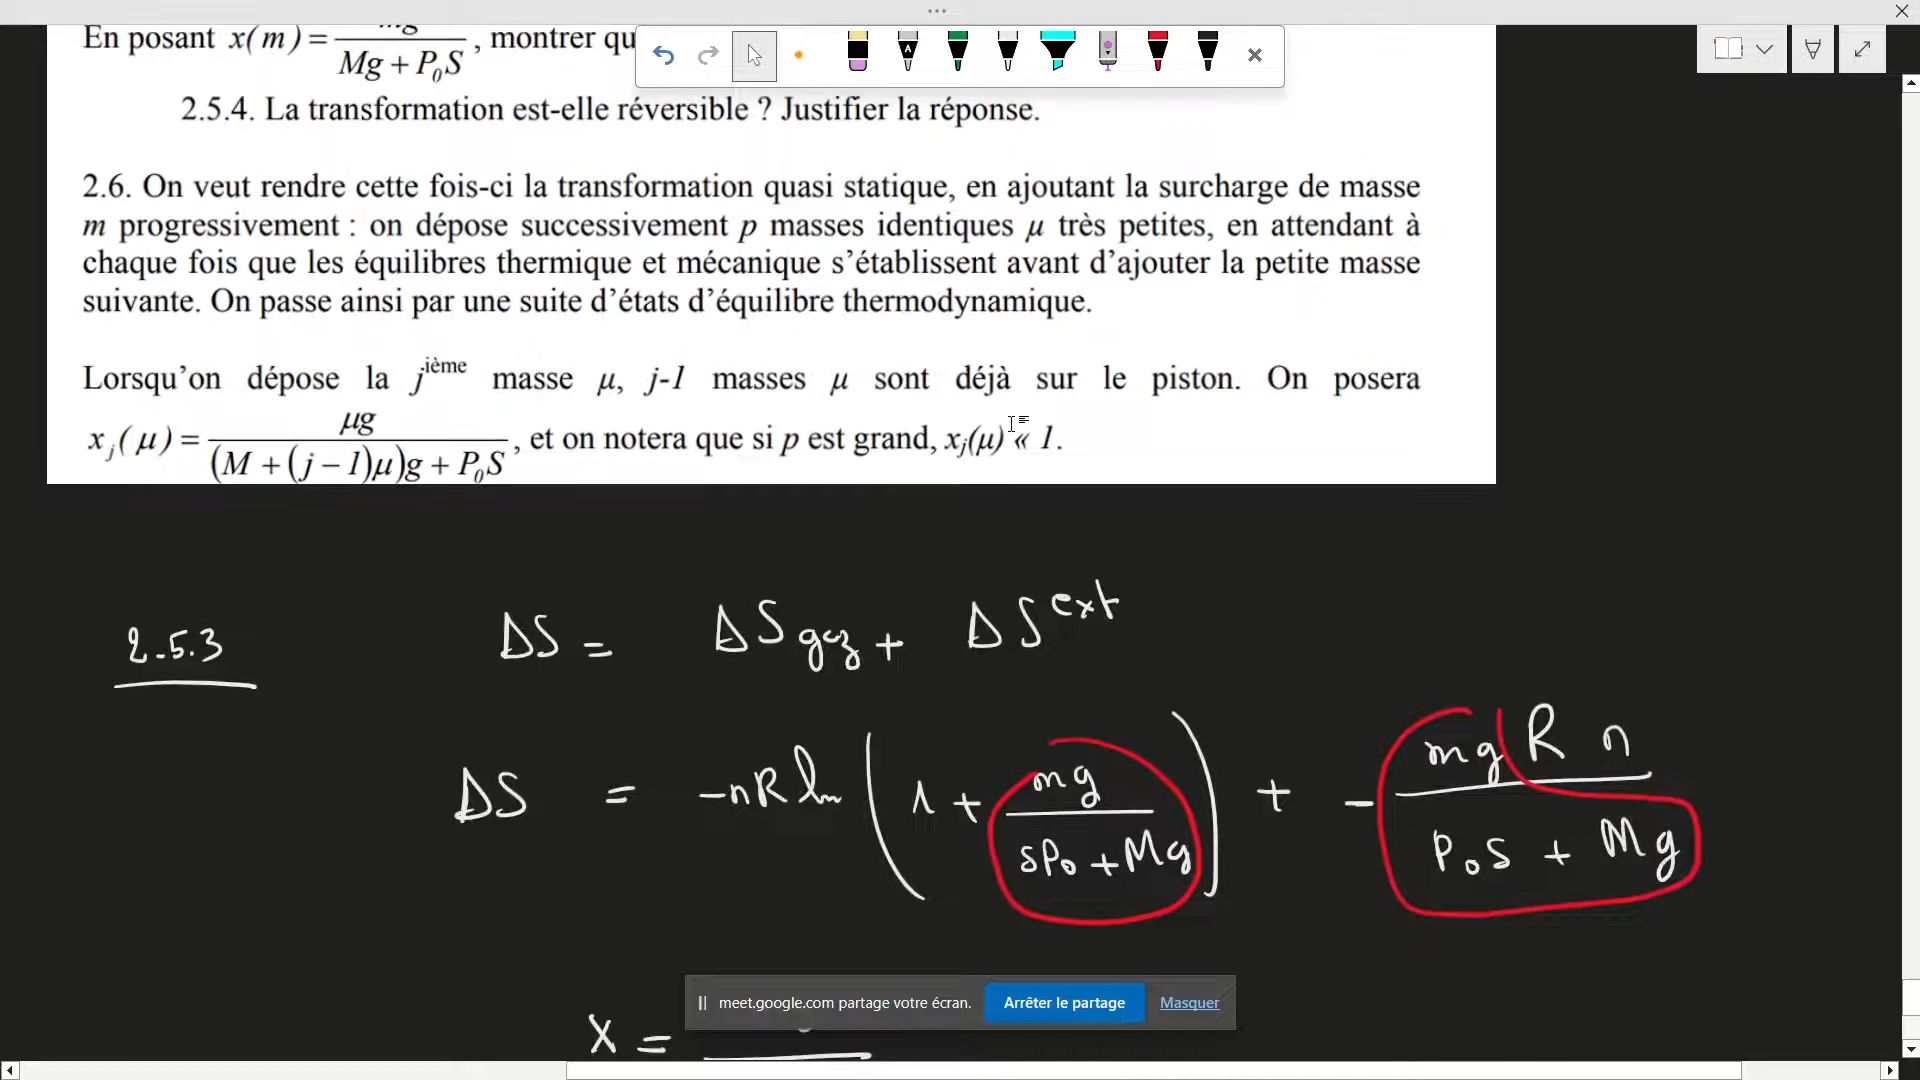 En posant x(m) = mg / (Mg + P₀S), montrer qu
2.5.4. La transformation est-elle réversible ? Justifier la réponse.
2.6. On veut rendre cette fois-ci la transformation quasi statique, en ajoutant la surcharge de masse
m progressivement : on dépose successivement p masses identiques μ très petites, en attendant à
chaque fois que les équilibres thermique et mécanique s’établissent avant d’ajouter la petite masse
suivante. On passe ainsi par une suite d’états d’équilibre thermodynamique.
Lorsqu’on dépose la jième masse μ, j-1 masses μ sont déjà sur le piston. On posera
xⱼ(μ) = μg / ((M + (j – 1)μ)g + P₀S), et on notera que si p est grand, xⱼ(μ) « 1.
2-5.3 ΔS = ΔS gaz + ΔS ext
ΔS = -nR ln (1 + mg / (SP₀ + Mg)) + - mg R n / (P₀S + Mg)
meet.google.com partage votre écran. Arrêter le partage Masquer
X =